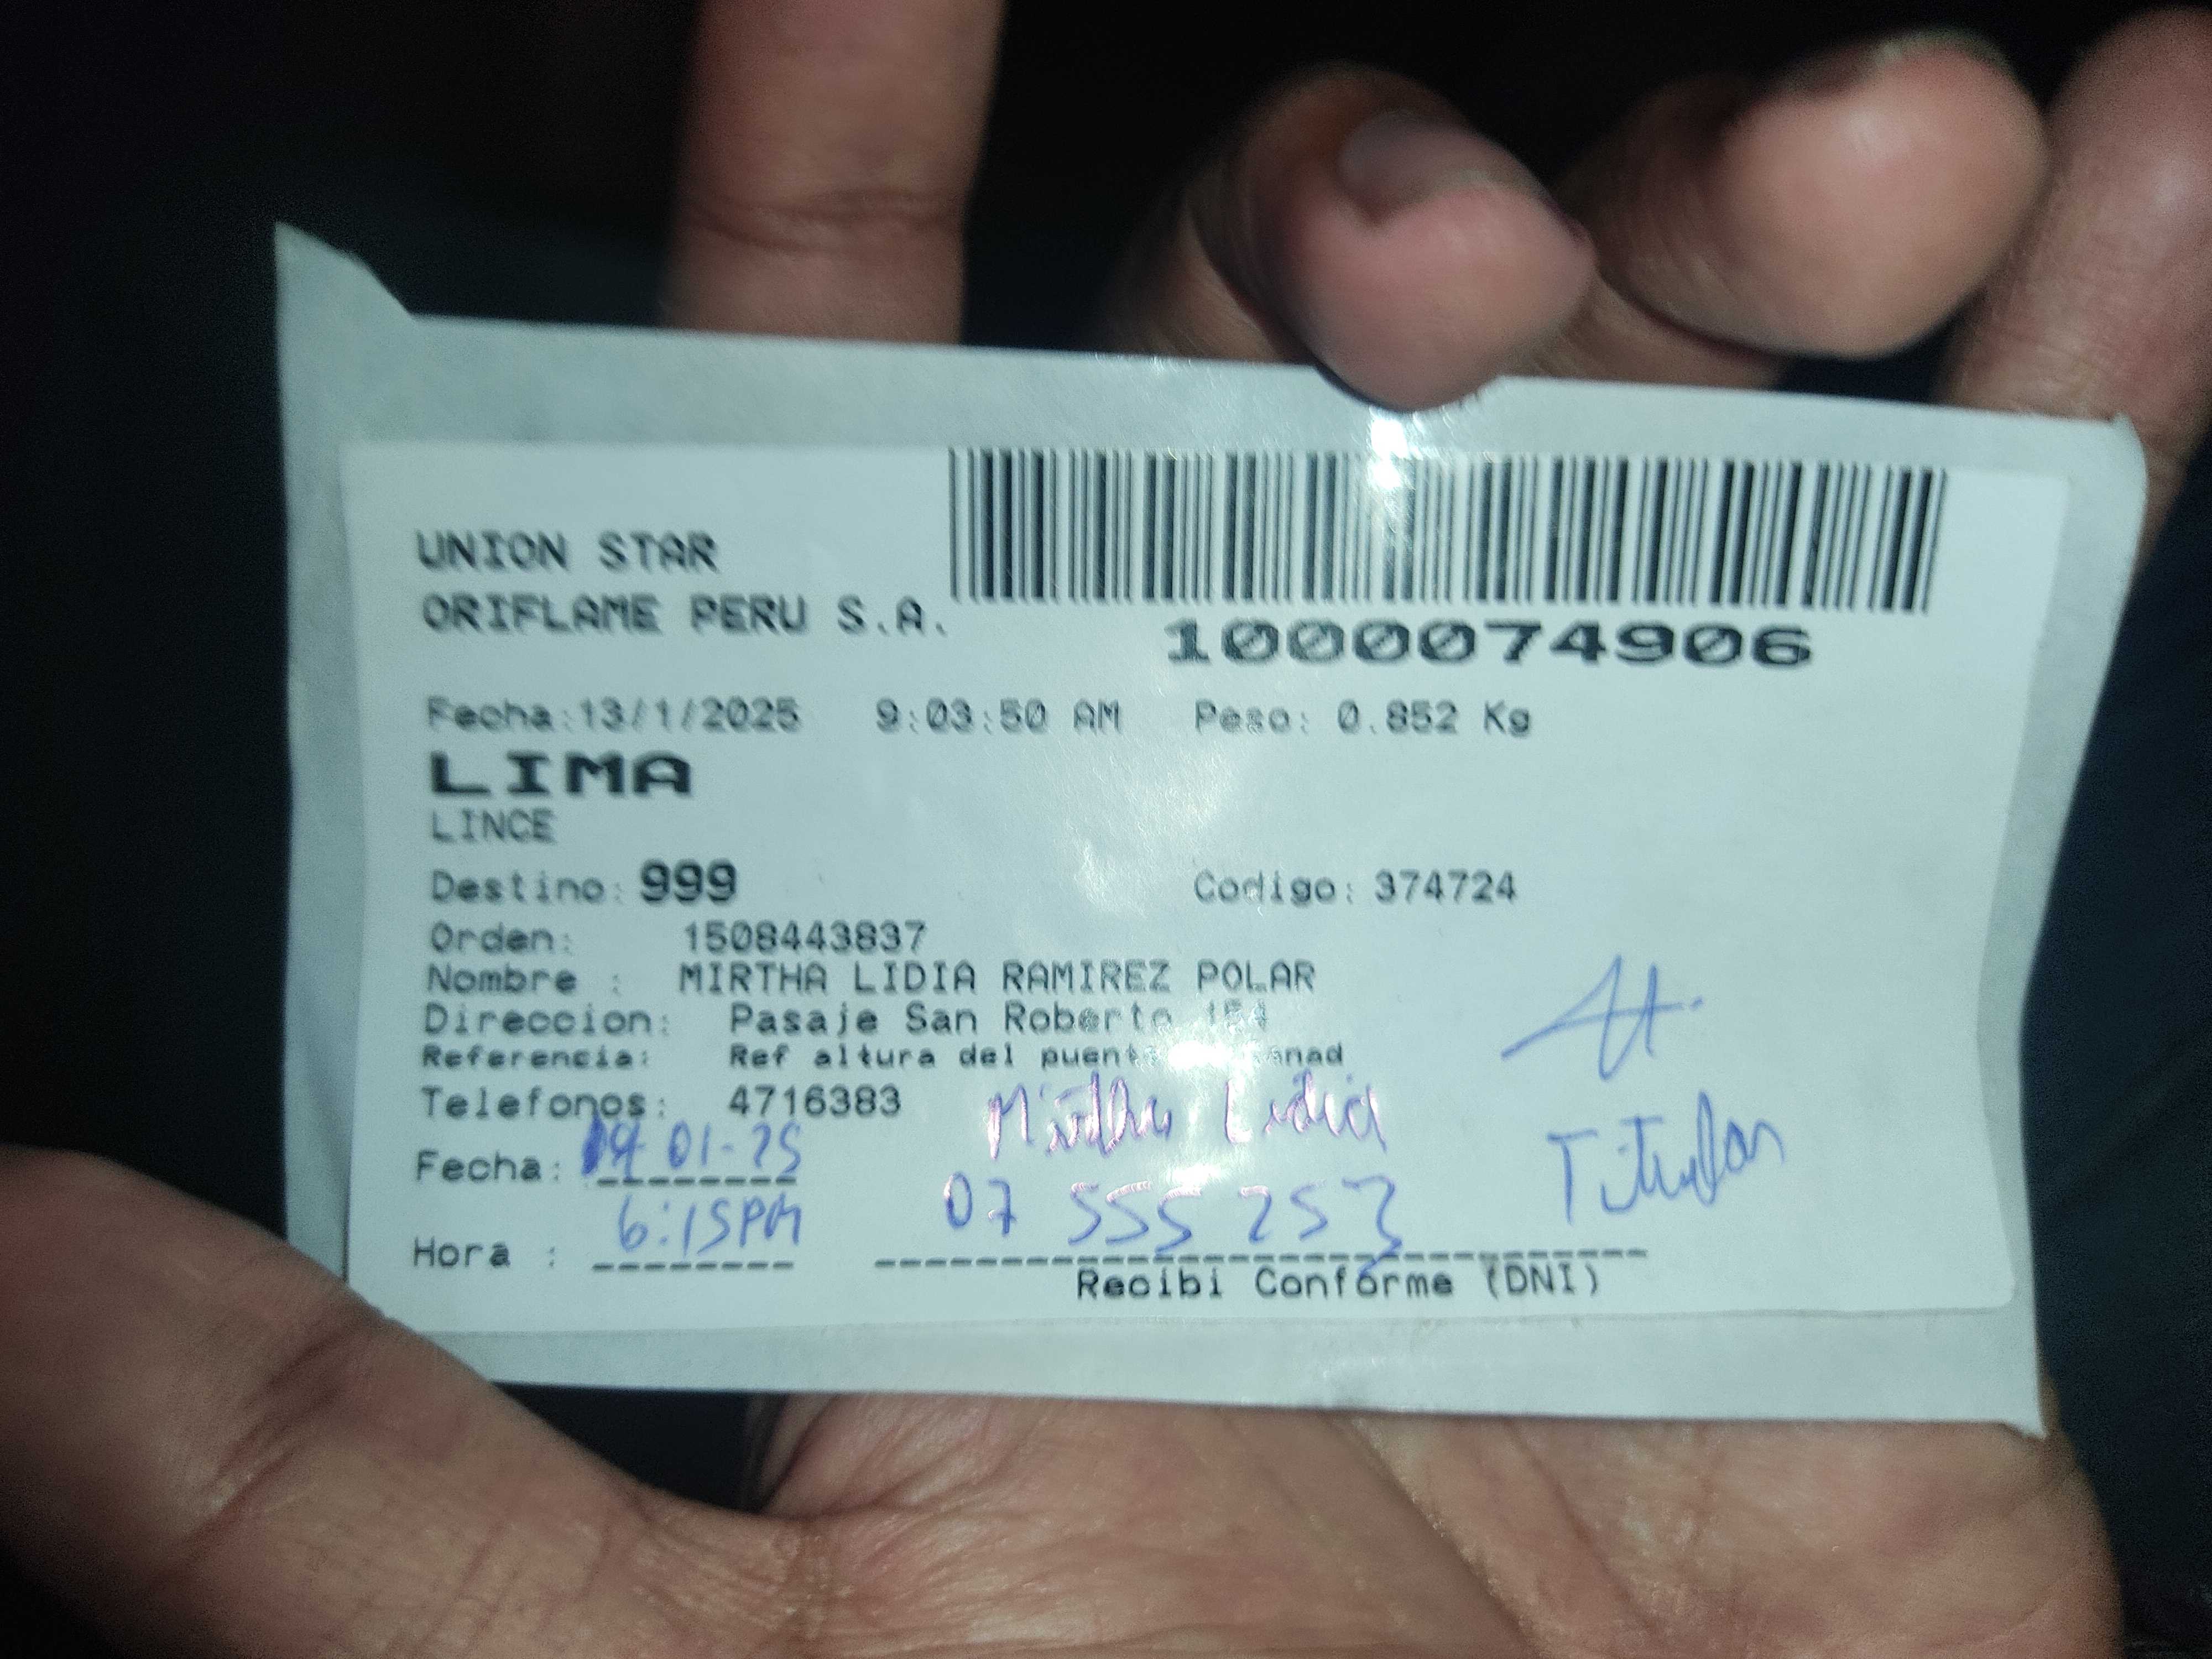 UNION STAR
ORIFLAME PERU S.A.
1000074906
Fecha:13/1/2025 9:03:50 AM Peso: 0.852 Kg
LIMA
LINCE
Destino: 999 Codigo: 374724
Orden: 1508443837
Nombre : MIRTHA LIDIA RAMIREZ POLAR
Direccion: Pasaje San Roberto 154
Referencia: Ref altura del
Telefonos: 4716383
Mirtha Lidia
Titular
Fecha: 01-25
07 555 253
Hora : 6:15PM
Recibi Conforme (DNI)